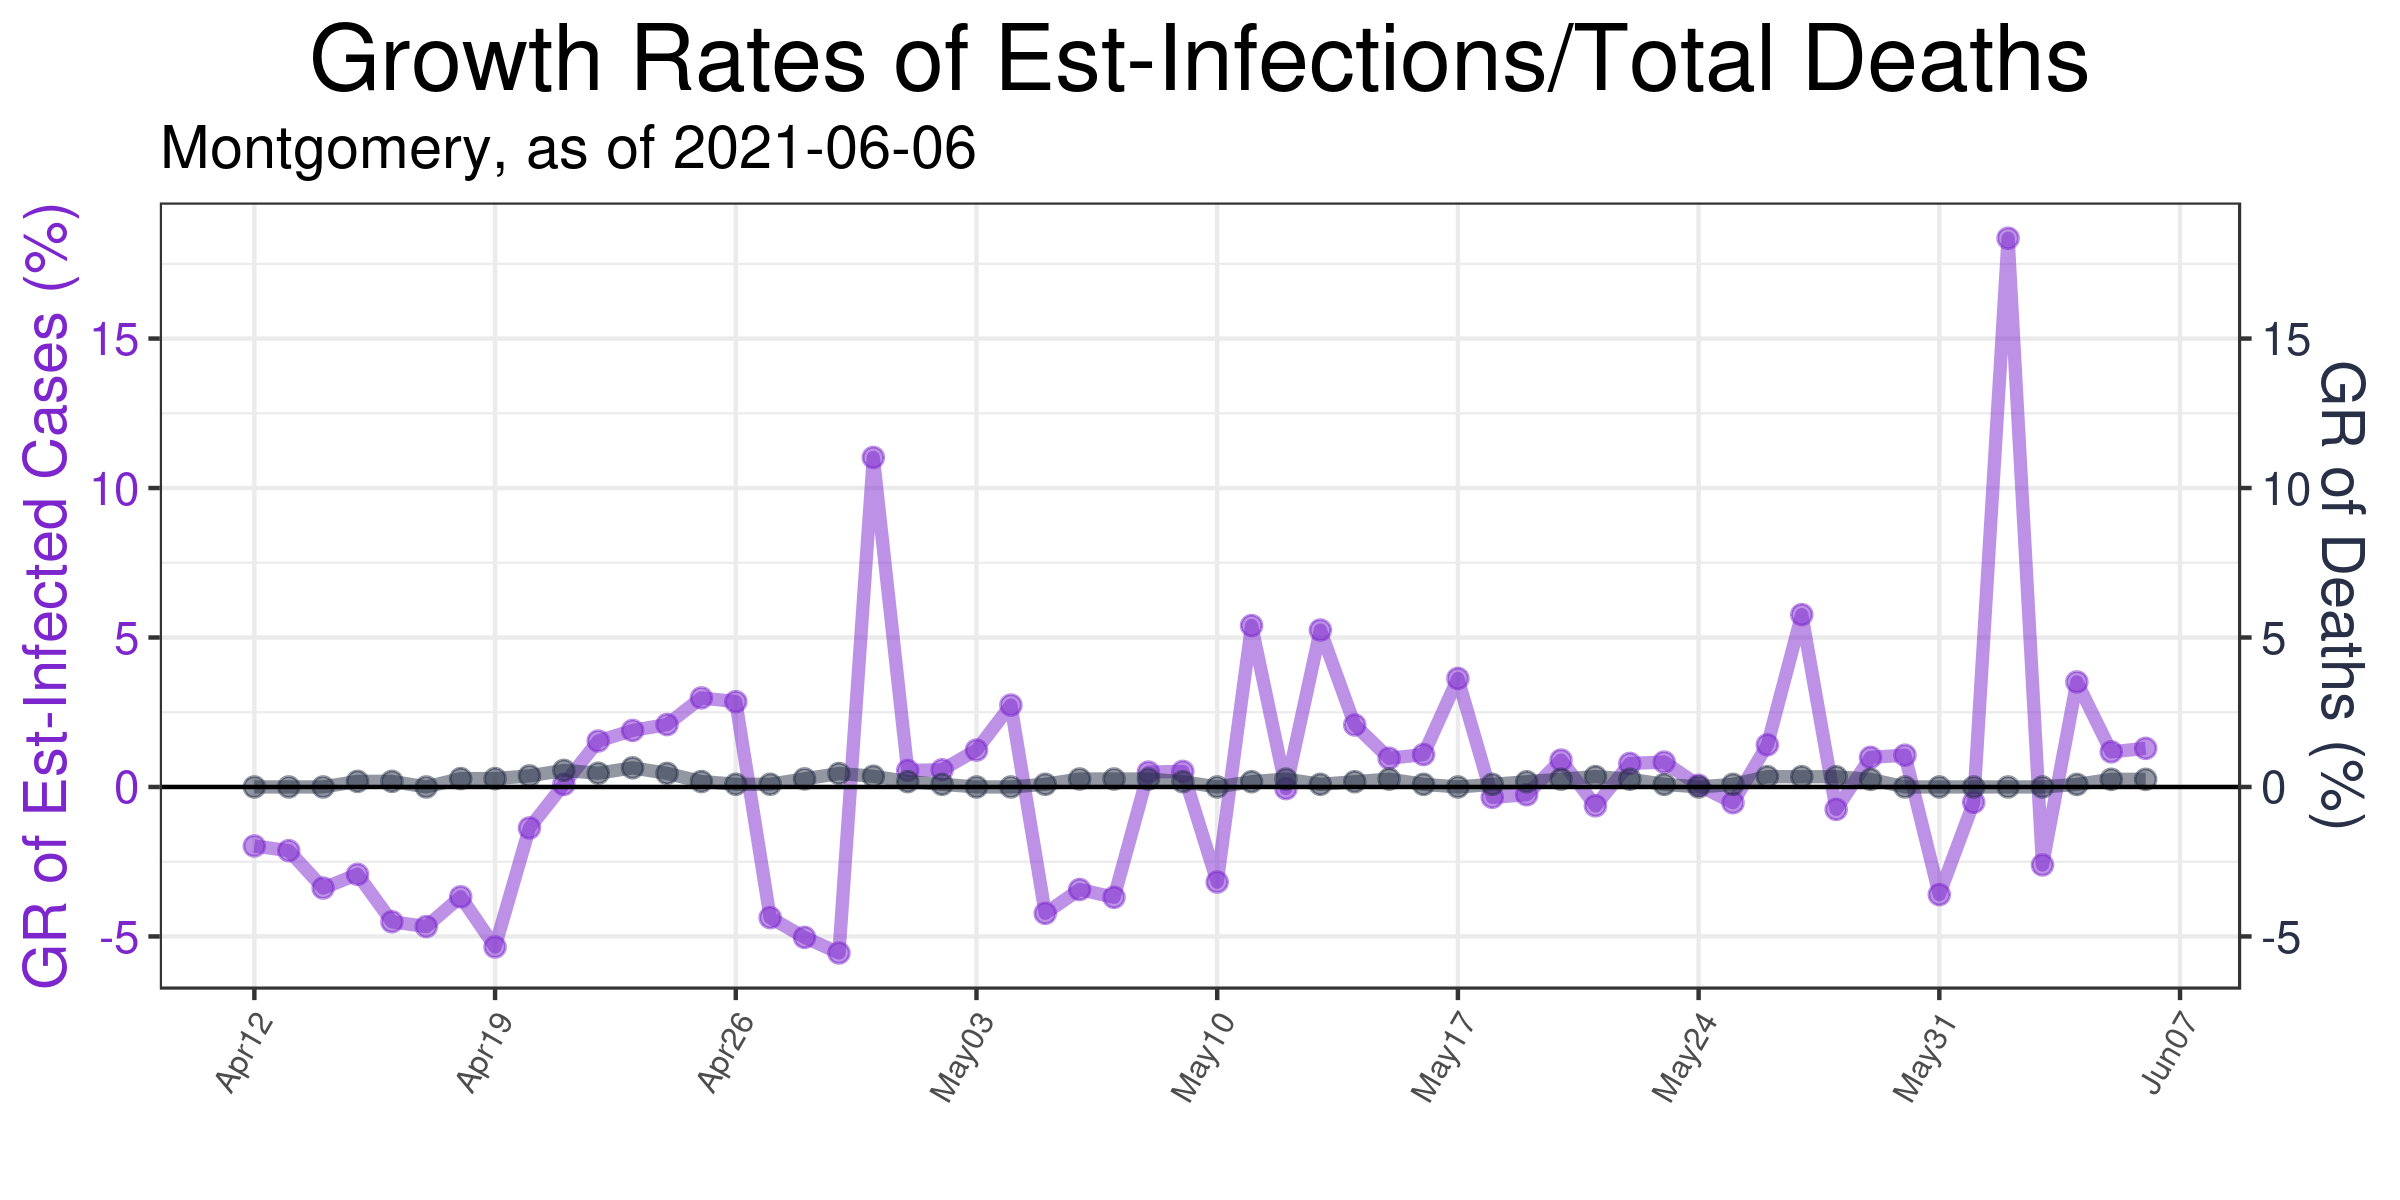 Growth Rates of Est-Infections/Total Deaths
Montgomery, as of 2021-06-06
GR of Est-Infected Cases (%)
15
10
5
0
-5
15
10
5
0
-5
GR of Deaths (%)
Apr12
Apr19
Apr26
May03
May10
May17
May24
May31
Jun07